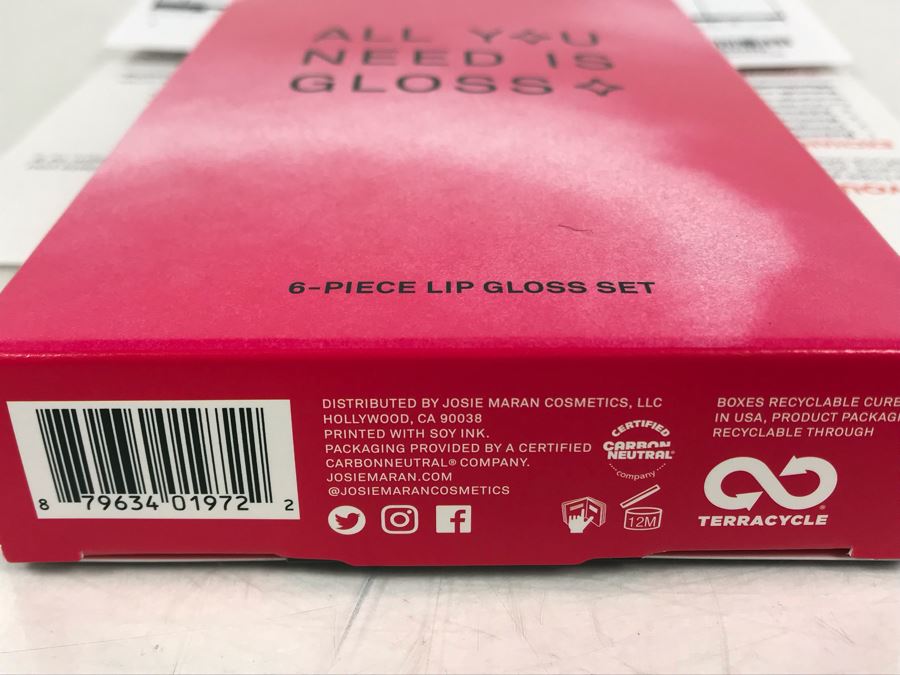 ALL YOU
NEED IS
GLOSS
6-PIECE LIP GLOSS SET
8 79634 01972 2
DISTRIBUTED BY JOSIE MARAN COSMETICS, LLC
HOLLYWOOD, CA 90038
PRINTED WITH SOY INK.
PACKAGING PROVIDED BY A CERTIFIED
CARBONNEUTRAL® COMPANY.
JOSIEMARAN.COM
@JOSIEMARANCOSMETICS
CERTIFIED
CARBON
NEUTRAL®
company
12M
BOXES RECYCLABLE
IN USA, PRODUCT
RECYCLABLE THROUGH
TERRACYCLE®